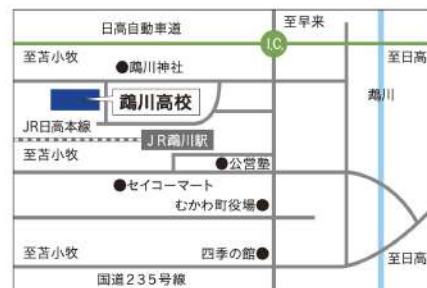 日高自動車道
至早来
I.C.
至苫小牧
至日高
●鵡川神社
鵡川
鵡川高校
JR日高本線
JR鵡川駅
至苫小牧
●公営塾
●セイコーマート
むかわ町役場●
至苫小牧
四季の館●
至日高
国道235号線